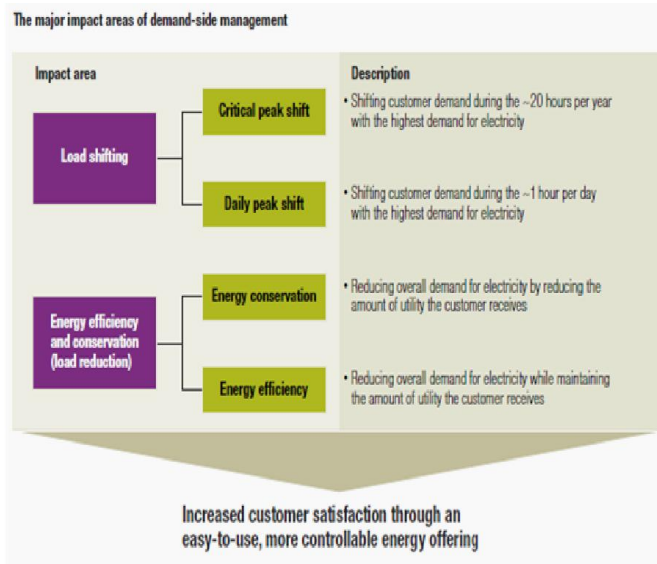 The major impact areas of demand-side management
Impact area
Description
Load shifting
Critical peak shift
• Shifting customer demand during the ~20 hours per year
with the highest demand for electricity
Daily peak shift
• Shifting customer demand during the ~1 hour per day
with the highest demand for electricity
Energy efficiency
and conservation
(load reduction)
Energy conservation
• Reducing overall demand for electricity by reducing the
amount of utility the customer receives
Energy efficiency
• Reducing overall demand for electricity while maintaining
the amount of utility the customer receives
Increased customer satisfaction through an
easy-to-use, more controllable energy offering